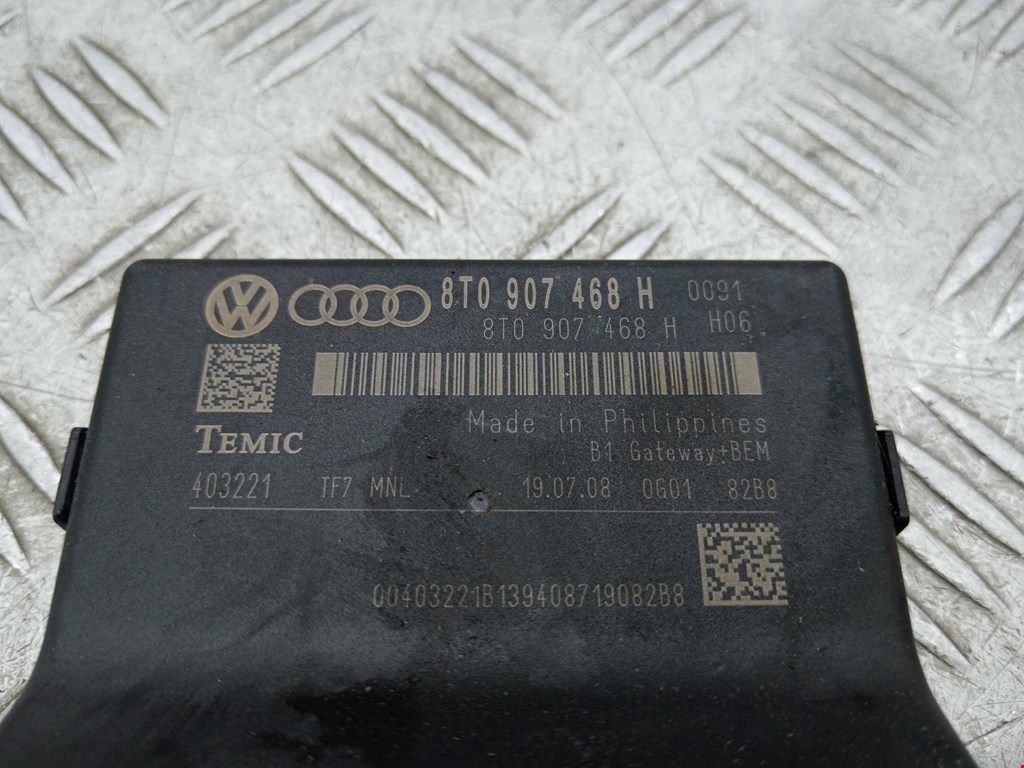 8T0 907 468 H 0091
8T0 907 468 H H06
Made in Philippines
TEMIC
B1 Gateway+BEM
403221 TF7 MNL 19.07.08 0G01 82B8
00403221B139408719082B8